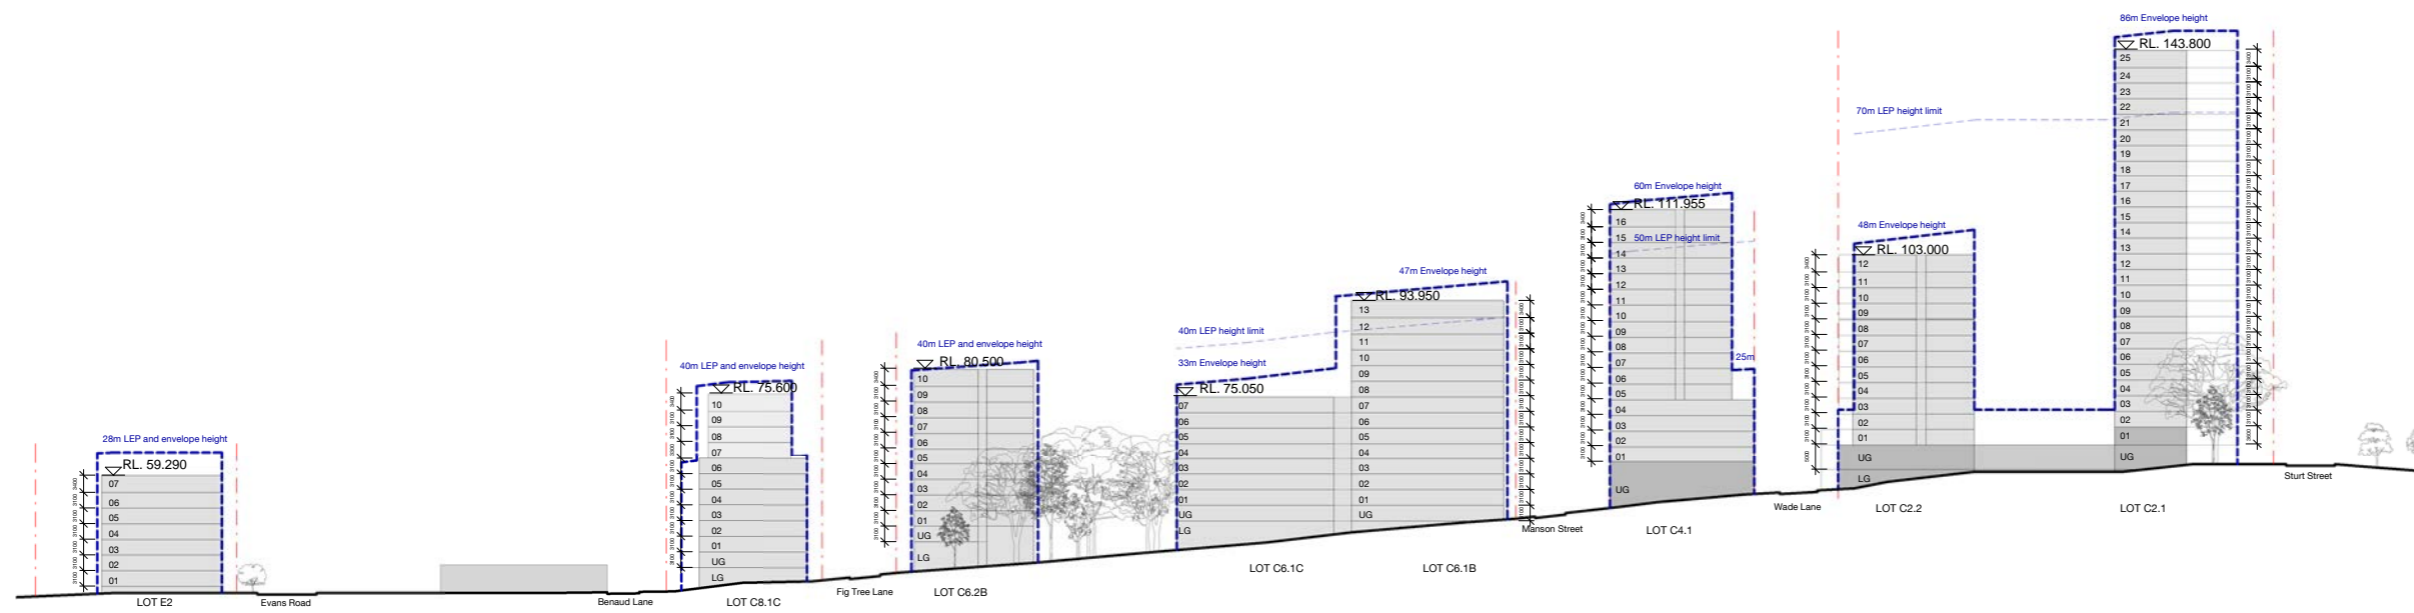 28m LEP and envelope height
RL. 59.290
07
06
05
04
03
02
01
LOT E2
Evans Road
Benaud Lane
40m LEP and envelope height
RL. 75.600
10
09
08
07
06
05
04
03
02
01
UG
LG
LOT C8.1C
Fig Tree Lane
40m LEP and envelope height
RL. 80.500
10
09
08
07
06
05
04
03
02
01
UG
LG
LOT C6.2B
40m LEP height limit
33m Envelope height
RL. 75.050
07
06
05
04
03
02
01
UG
LG
LOT C6.1C
47m Envelope height
RL. 93.950
13
12
11
10
09
08
07
06
05
04
03
02
01
UG
LOT C6.1B
Manson Street
60m Envelope height
RL. 111.955
16
15
50m LEP height limit
14
13
12
11
10
09
08
07
25m
06
05
04
03
02
01
UG
LOT C4.1
Wade Lane
70m LEP height limit
48m Envelope height
RL. 103.000
12
11
10
09
08
07
06
05
04
03
02
01
UG
LG
LOT C2.2
86m Envelope height
RL. 143.800
25
24
23
22
21
20
19
18
17
16
15
14
13
12
11
10
09
08
07
06
05
04
03
02
01
UG
LOT C2.1
Sturt Street